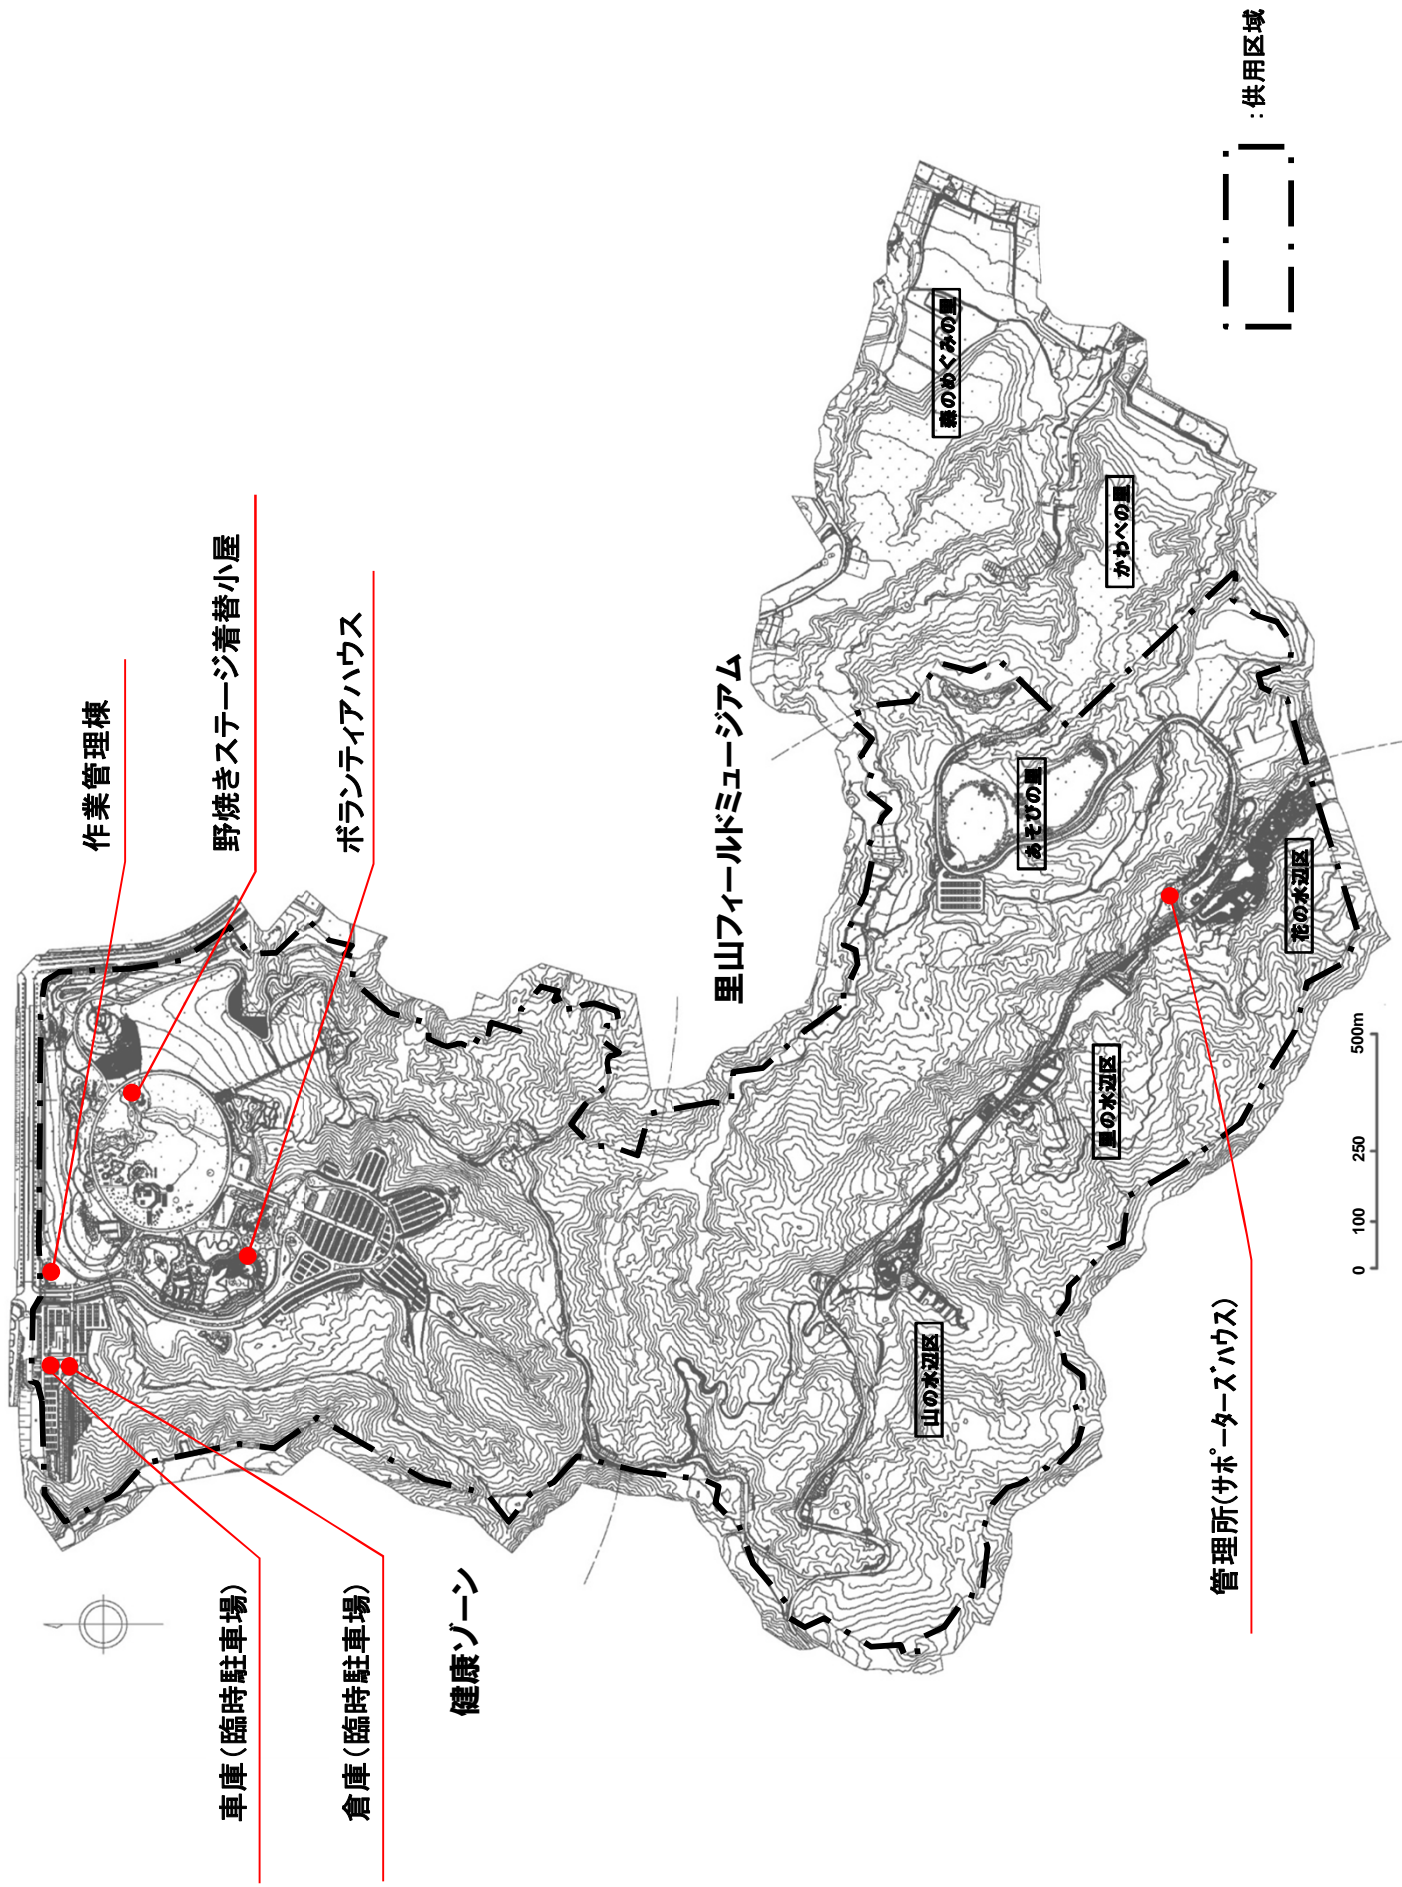 作業管理棟
野焼きステージ着替小屋
ボランティアハウス
車庫（臨時駐車場）
倉庫（臨時駐車場）
健康ゾーン
里山フィールドミュージアム
森のめぐみの里
かわべの里
あそびの里
花の水辺区
里の水辺区
山の水辺区
管理所(サポーターズハウス)
0 100 250 500m
：供用区域